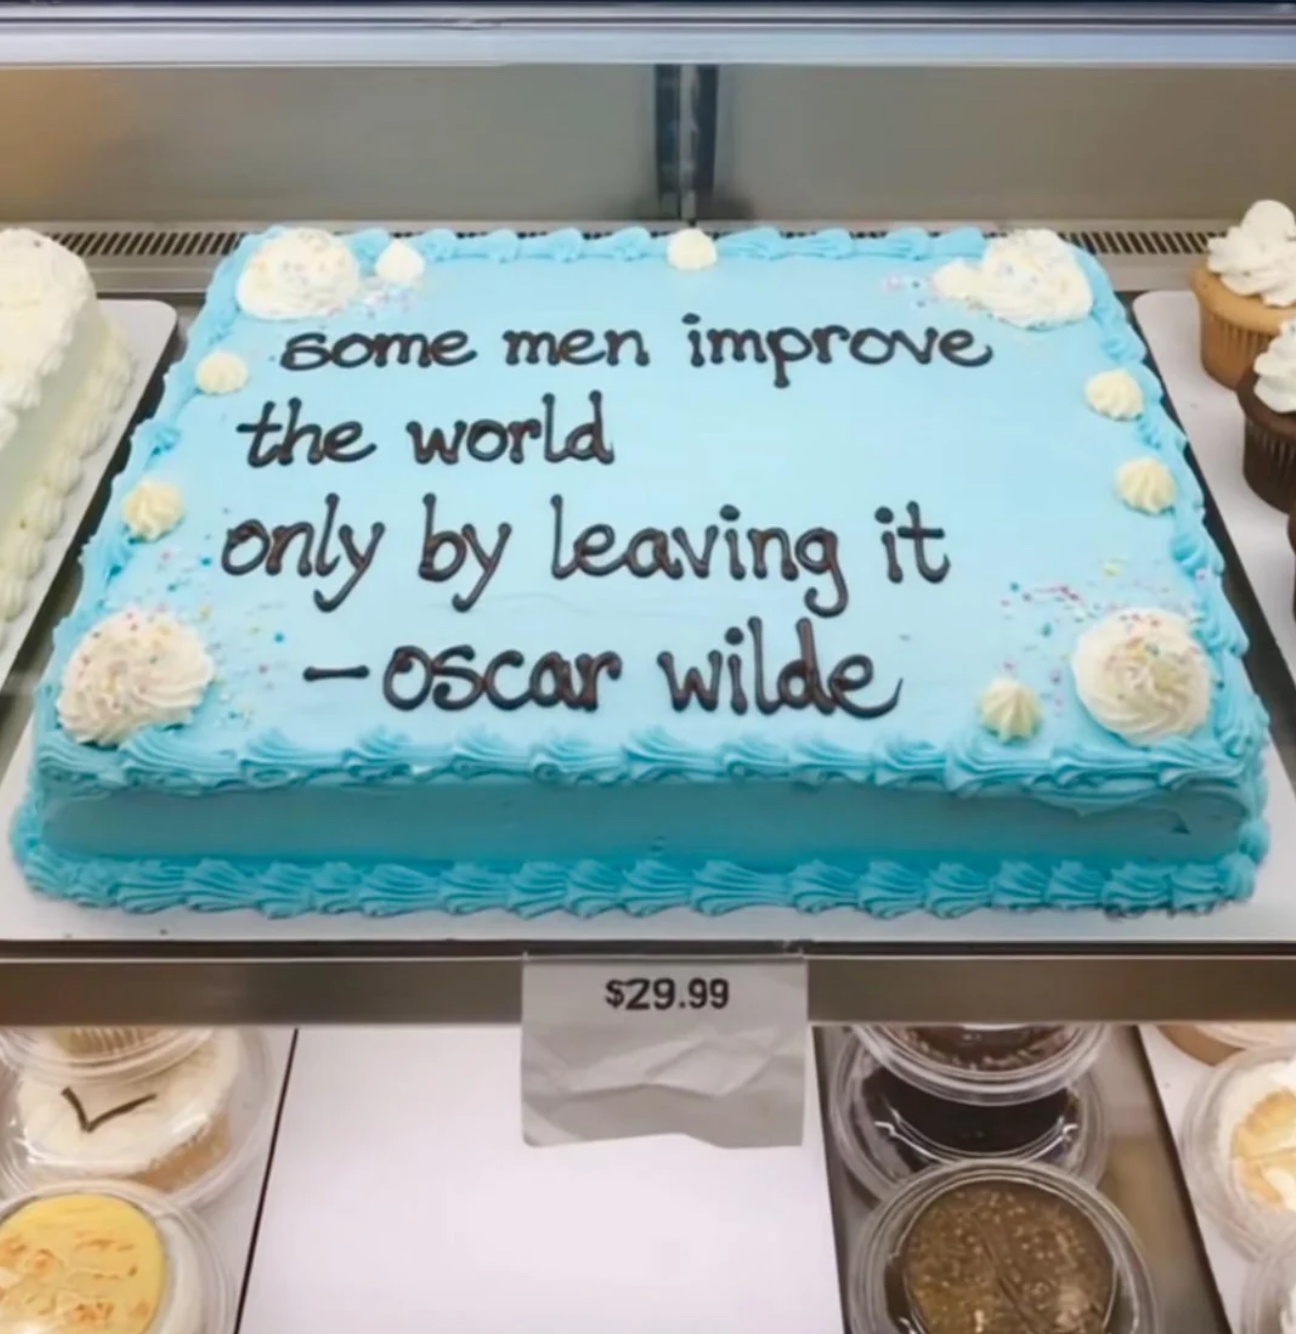 some men improve
the world
only by leaving it
–oscar wilde
$29.99